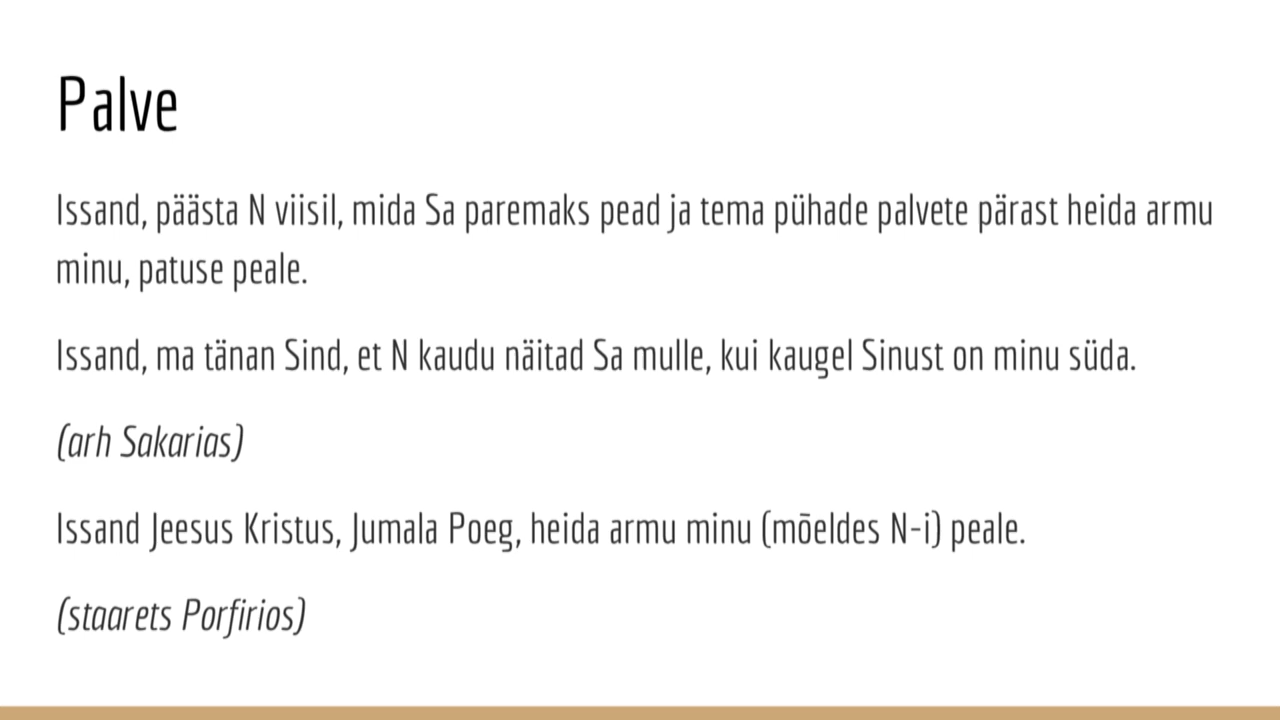 Palve
Issand, päästa N viisil, mida Sa paremaks pead ja tema pühade palvete pärast heida armu
minu, patuse peale.
Issand, ma tänan Sind, et N kaudu näitad Sa mulle, kui kaugel Sinust on minu süda.
(arh Sakarias)
Issand Jeesus Kristus, Jumala Poeg, heida armu minu (mõeldes N-i) peale.
(staarets Porfirios)